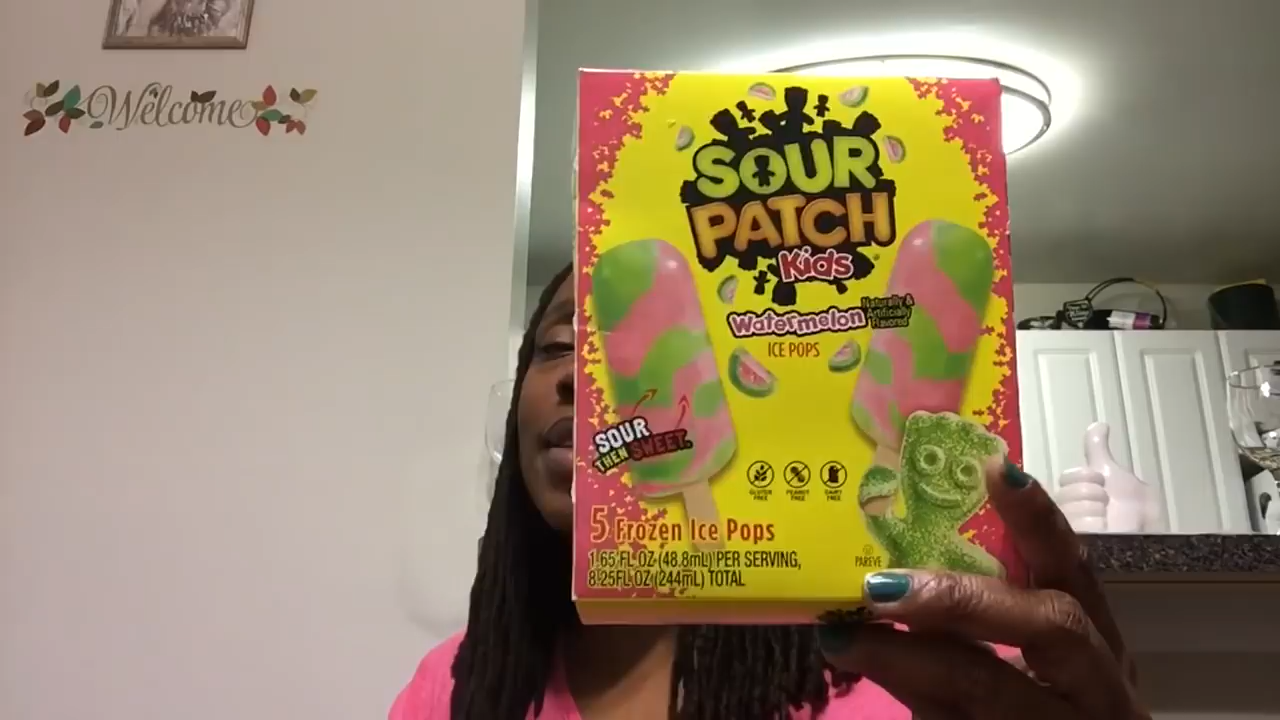 Welcome
SOUR
PATCH
Kids
Watermelon
Naturally &
Artificially
Flavored
ICE POPS
SOUR
THEN SWEET.
GLUTEN
FREE
PEANUT
FREE
DAIRY
FREE
5 Frozen Ice Pops
1.65 FL OZ (48.8mL) PER SERVING,
8.25FL OZ (244mL) TOTAL
PAREVE